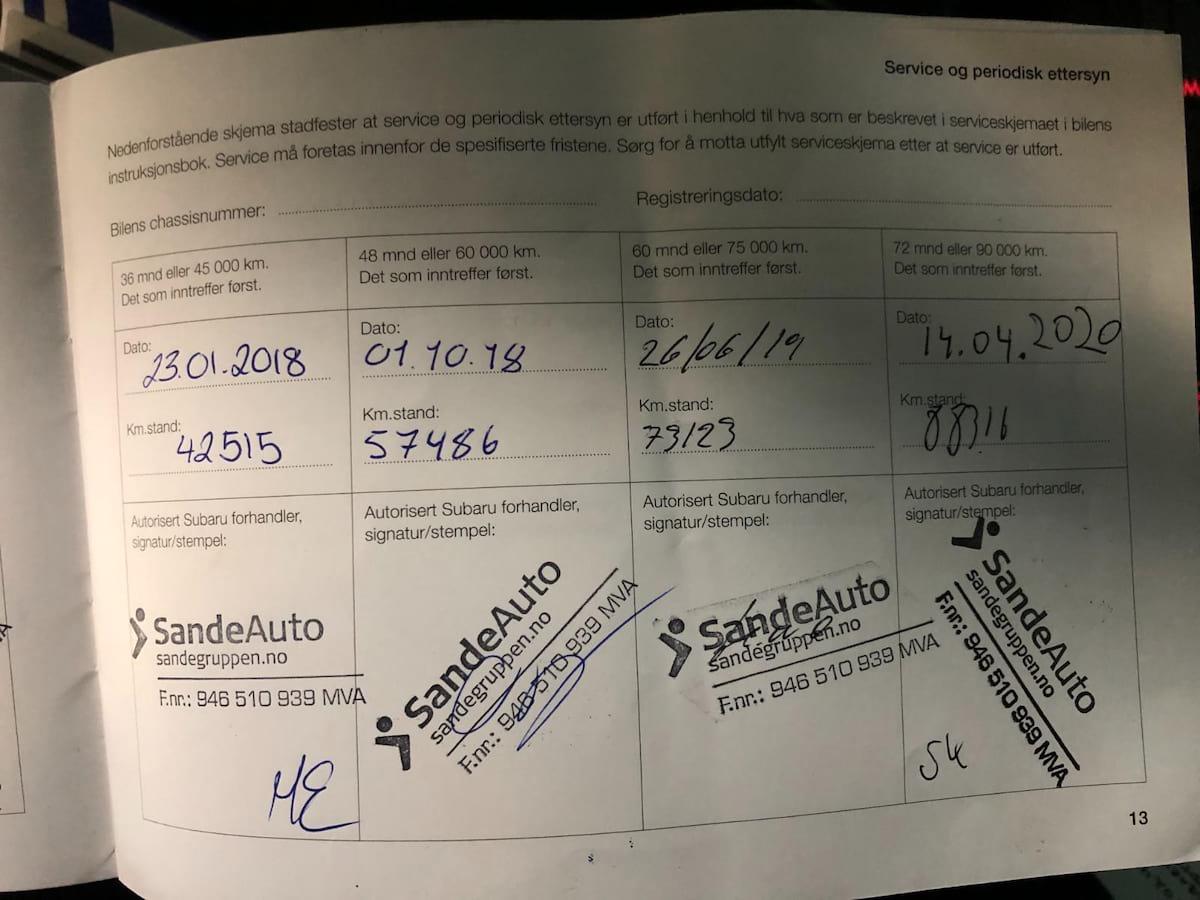 Service og periodisk ettersyn
Nedenforstående skjema stadfester at service og periodisk ettersyn er utført i henhold til hva som er beskrevet i serviceskjemaet i bilens
instruksjonsbok. Service må foretas innenfor de spesifiserte fristene. Sørg for å motta utfylt serviceskjema etter at service er utført.
Bilens chassisnummer:
Registreringsdato:
36 mnd eller 45 000 km.
Det som inntreffer først.
Dato:
23.01.2018
Km.stand:
42515
Autorisert Subaru forhandler,
signatur/stempel:
SandeAuto
sandegruppen.no
F.nr.: 946 510 939 MVA
ME
48 mnd eller 60 000 km.
Det som inntreffer først.
Dato:
01.10.18
Km.stand:
57486
Autorisert Subaru forhandler,
signatur/stempel:
SandeAuto
sandegruppen.no
F.nr.: 946 510 939 MVA
60 mnd eller 75 000 km.
Det som inntreffer først.
Dato:
26/06/19
Km.stand:
73123
Autorisert Subaru forhandler,
signatur/stempel:
SandeAuto
sandegruppen.no
F.nr.: 946 510 939 MVA
72 mnd eller 90 000 km.
Det som inntreffer først.
Dato:
14.04.2020
Km.stand:
88316
Autorisert Subaru forhandler,
signatur/stempel:
SandeAuto
sandegruppen.no
F.nr.: 946 510 939 MVA
13